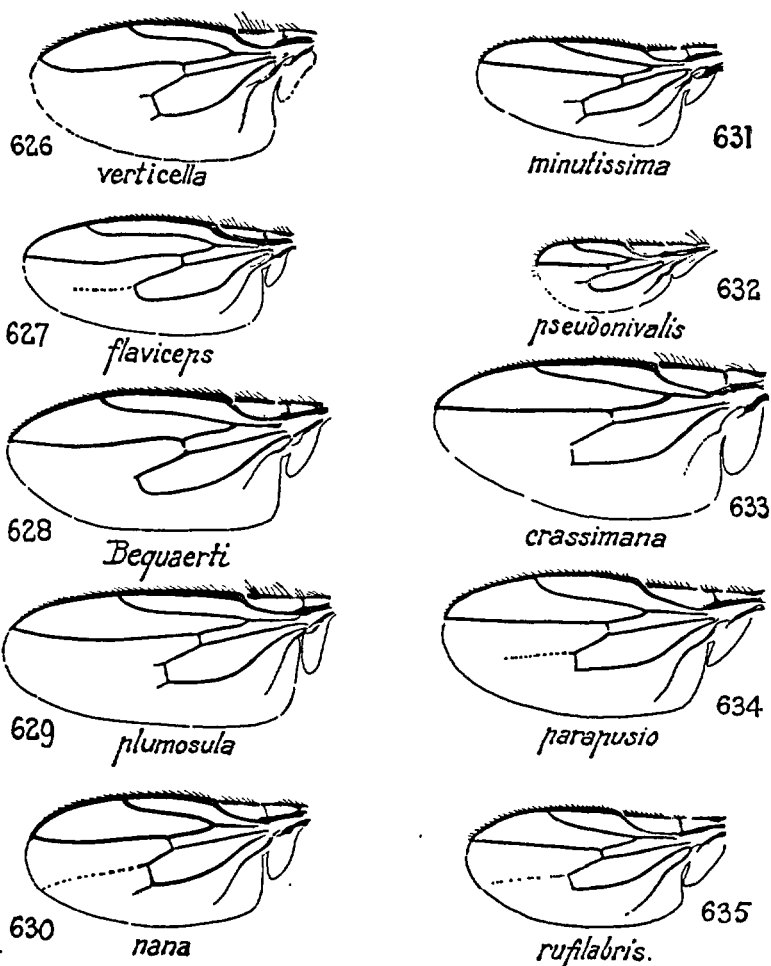 626
verticella
627
flaviceps
628
Bequaerti
629
plumosula
630
nana
631
minutissima
632
pseudonivalis
633
crassimana
634
parapusio
635
rufilabris.